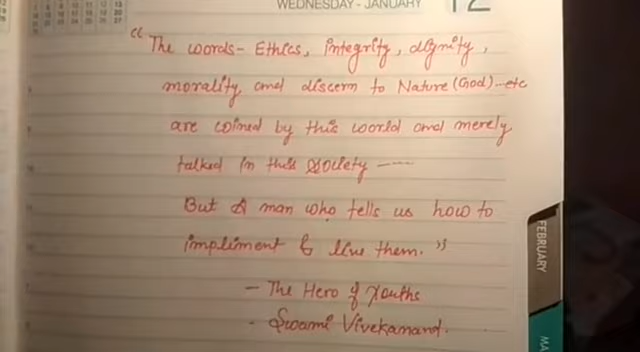 WEDNESDAY - JANUARY 12
"The words- Ethics, integrity, dignity,
morality and discern to Nature (God)...etc
are coined by this world and merely
talked in this society ----
But A man who tells us how to
impliment & live them."
- The Hero of Youths
- Swami Vivekanand.
FEBRUARY
MA